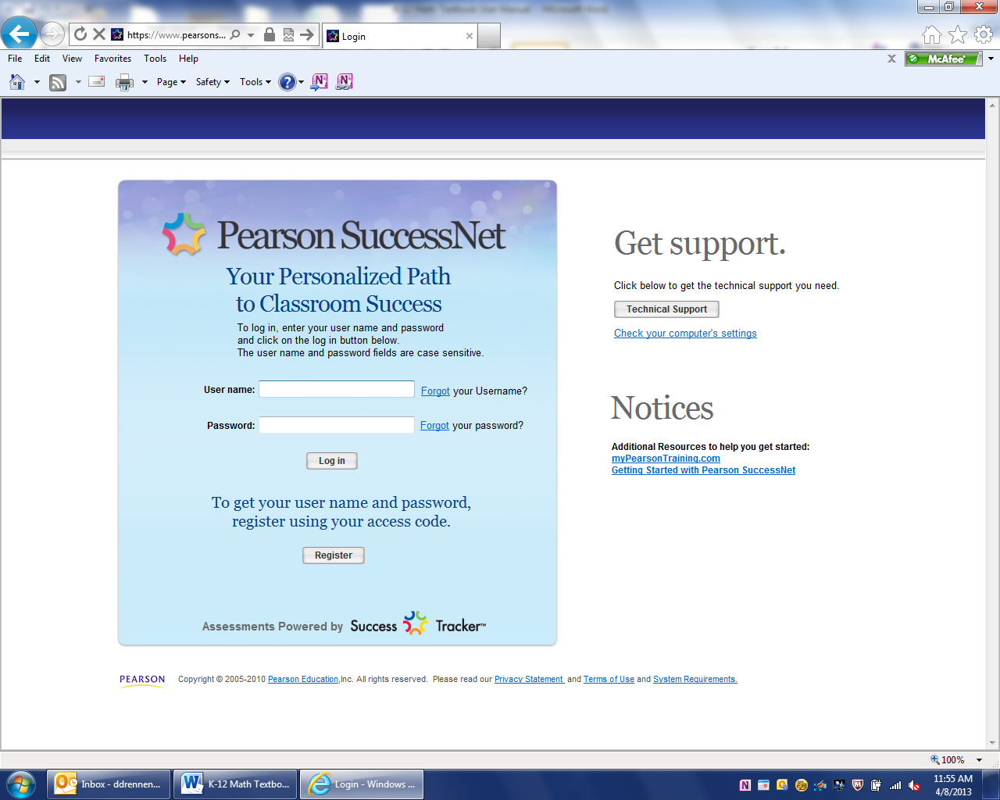 K-12 Math Textbook User Manual - Microsoft Word
https://www.pearsons...
Login
File Edit View Favorites Tools Help
X
McAfee
Page Safety Tools
Pearson SuccessNet
Your Personalized Path
to Classroom Success
To log in, enter your user name and password
and click on the log in button below.
The user name and password fields are case sensitive.
User name:
Forgot your Username?
Password:
Forgot your password?
Log in
To get your user name and password,
register using your access code.
Register
Assessments Powered by Success Tracker™
Get support.
Click below to get the technical support you need.
Technical Support
Check your computer's settings
Notices
Additional Resources to help you get started:
myPearsonTraining.com
Getting Started with Pearson SuccessNet
PEARSON
Copyright © 2005-2010 Pearson Education,Inc. All rights reserved. Please read our Privacy Statement and Terms of Use and System Requirements.
100%
Inbox - ddrennen...
K-12 Math Textbo...
Login - Windows ...
11:55 AM
4/8/2013